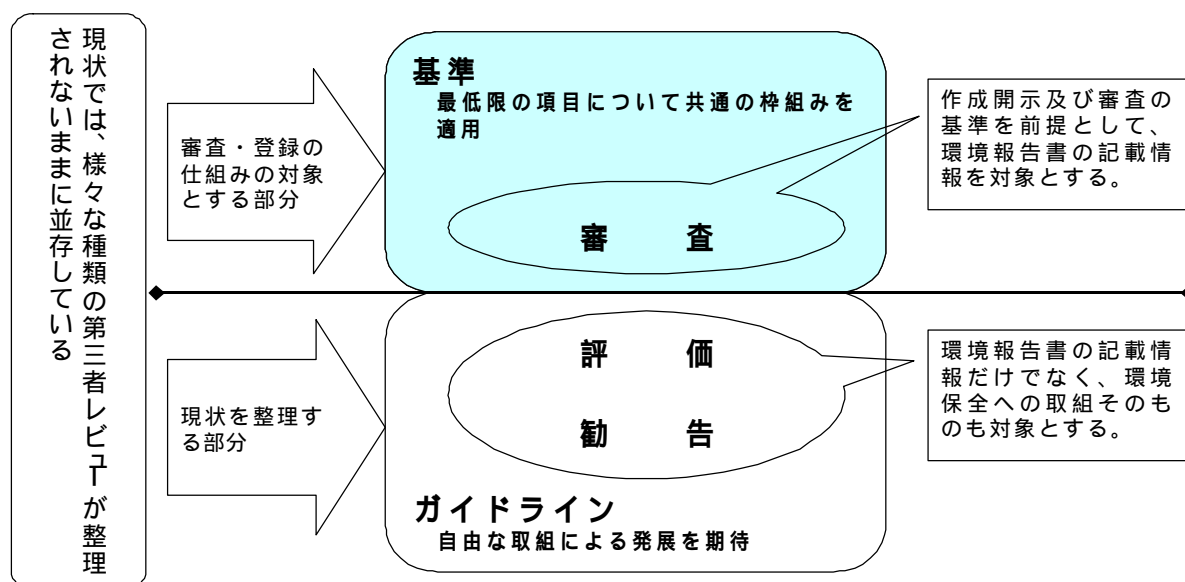 現状では、様々な種類の第三者レビューが整理
されないままに並存している
審査・登録の
仕組みの対象
とする部分
基準
最低限の項目について共通の枠組みを
適用
審 査
作成開示及び審査の
基準を前提として、
環境報告書の記載情
報を対象とする。
現状を整理す
る部分
評 価
勧 告
ガイドライン
自由な取組による発展を期待
環境報告書の記載情
報だけでなく、環境
保全への取組そのも
のも対象とする。